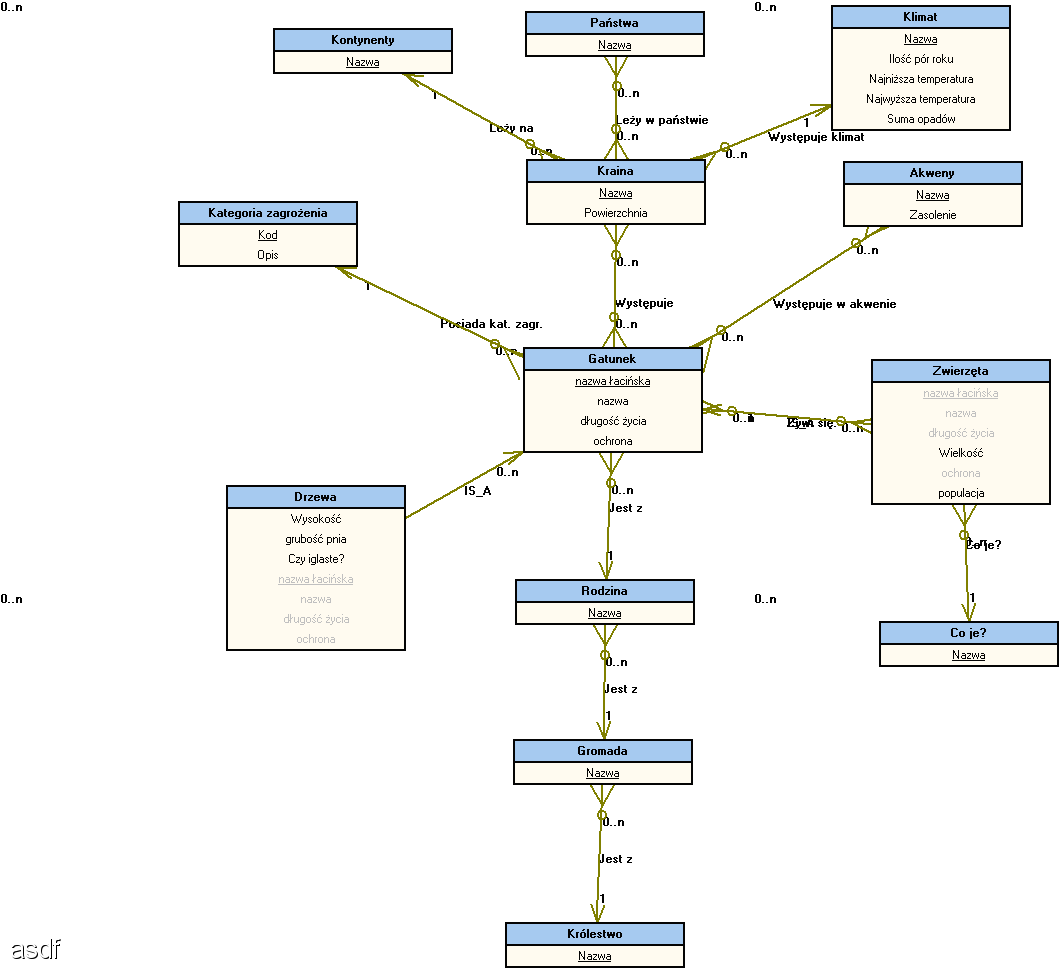 0..n
0..n
Kontynenty
Nazwa
Państwa
Nazwa
Klimat
Nazwa
Ilość pór roku
Najniższa temperatura
Najwyższa temperatura
Suma opadów
1
0..n
Leży na
0..n
Leży w państwie
0..n
1
Występuje klimat
0..n
Kraina
Nazwa
Powierzchnia
Akweny
Nazwa
Zasolenie
Kategoria zagrożenia
Kod
Opis
0..n
0..n
1
Występuje
0..n
Występuje w akwenie
0..n
Posiada kat. zagr.
0..n
Gatunek
nazwa łacińska
nazwa
długość życia
ochrona
Zwierzęta
nazwa łacińska
nazwa
długość życia
Wielkość
ochrona
populacja
0..n
0..n
0..n
IS_A
0..n
Jest z
1
Drzewa
Wysokość
grubość pnia
Czy iglaste?
nazwa łacińska
nazwa
długość życia
ochrona
Co je?
1
Rodzina
Nazwa
0..n
0..n
Co je?
Nazwa
0..n
Jest z
1
Gromada
Nazwa
0..n
Jest z
1
Królestwo
Nazwa
asdf